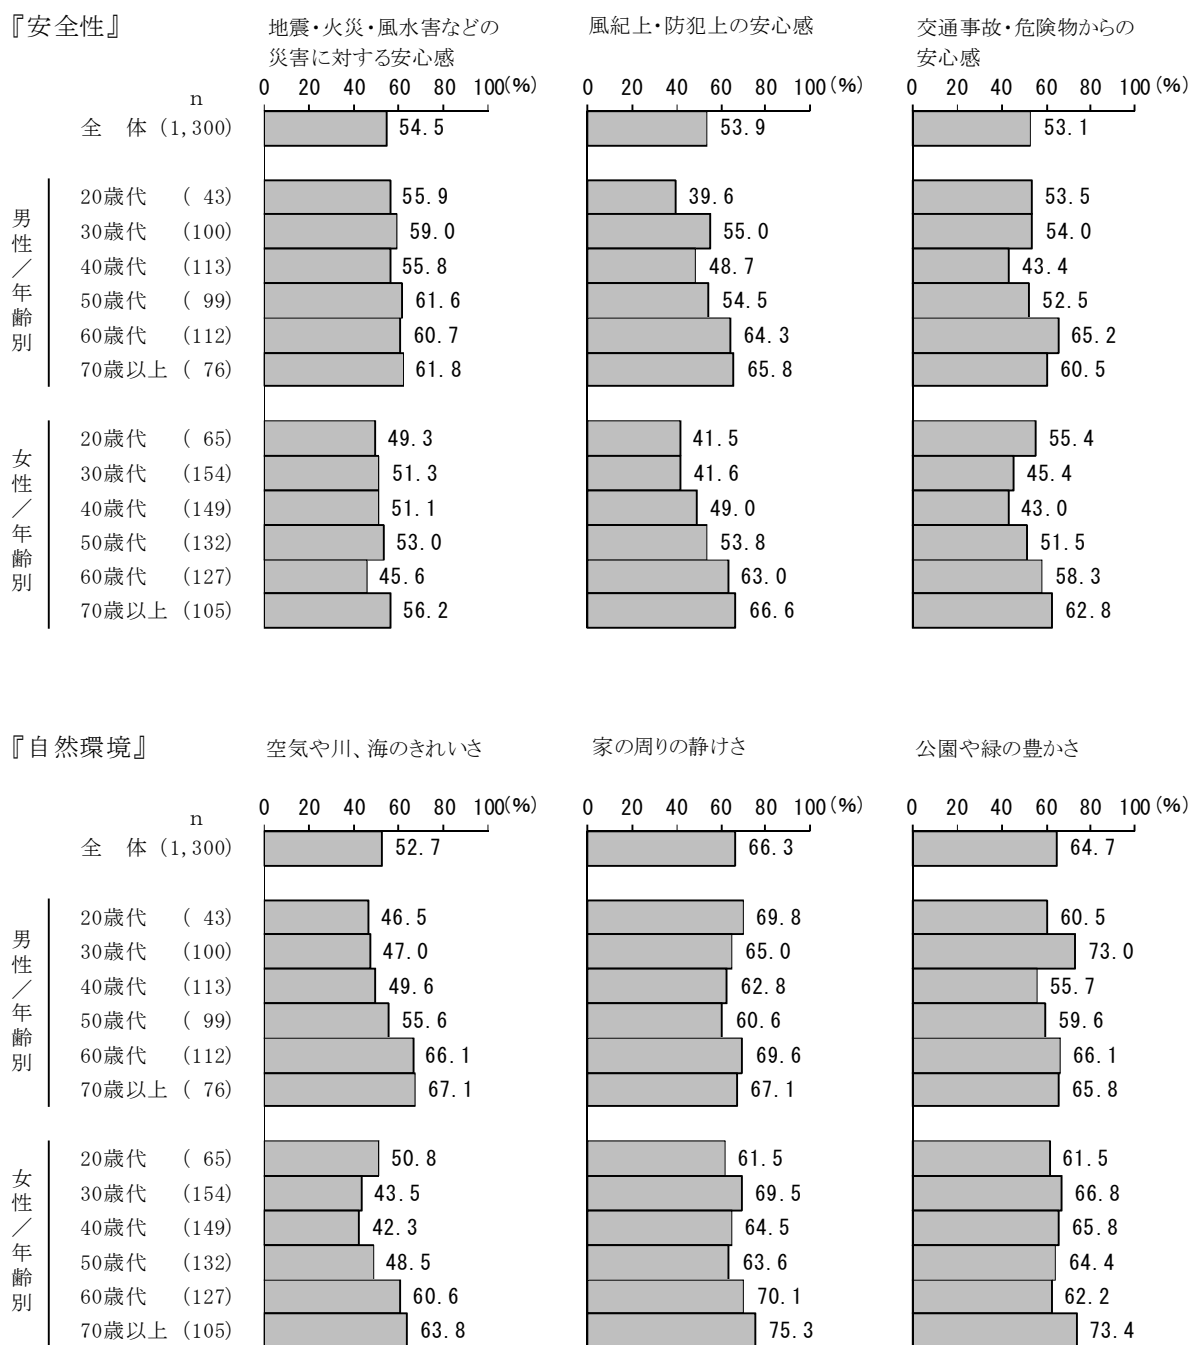 『安全性』 地震・火災・風水害などの 風紀上・防犯上の安心感 交通事故・危険物からの
災害に対する安心感 安心感
0 20 40 60 80 100(%) 0 20 40 60 80 100(%) 0 20 40 60 80 100(%)
n
全 体 (1,300) 54.5 53.9 53.1
男性／年齢別
20歳代 ( 43) 55.9 39.6 53.5
30歳代 (100) 59.0 55.0 54.0
40歳代 (113) 55.8 48.7 43.4
50歳代 ( 99) 61.6 54.5 52.5
60歳代 (112) 60.7 64.3 65.2
70歳以上 ( 76) 61.8 65.8 60.5
女性／年齢別
20歳代 ( 65) 49.3 41.5 55.4
30歳代 (154) 51.3 41.6 45.4
40歳代 (149) 51.1 49.0 43.0
50歳代 (132) 53.0 53.8 51.5
60歳代 (127) 45.6 63.0 58.3
70歳以上 (105) 56.2 66.6 62.8
『自然環境』 空気や川、海のきれいさ 家の周りの静けさ 公園や緑の豊かさ
0 20 40 60 80 100(%) 0 20 40 60 80 100(%) 0 20 40 60 80 100(%)
n
全 体 (1,300) 52.7 66.3 64.7
男性／年齢別
20歳代 ( 43) 46.5 69.8 60.5
30歳代 (100) 47.0 65.0 73.0
40歳代 (113) 49.6 62.8 55.7
50歳代 ( 99) 55.6 60.6 59.6
60歳代 (112) 66.1 69.6 66.1
70歳以上 ( 76) 67.1 67.1 65.8
女性／年齢別
20歳代 ( 65) 50.8 61.5 61.5
30歳代 (154) 43.5 69.5 66.8
40歳代 (149) 42.3 64.5 65.8
50歳代 (132) 48.5 63.6 64.4
60歳代 (127) 60.6 70.1 62.2
70歳以上 (105) 63.8 75.3 73.4